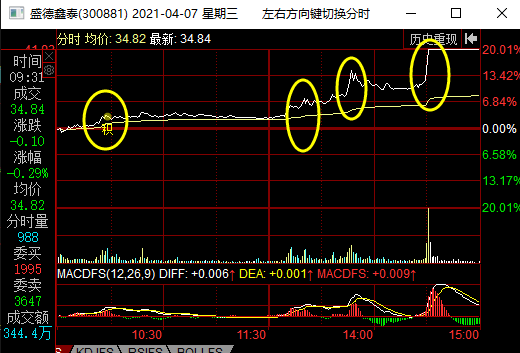 盛德鑫泰(300881) 2021-04-07 星期三 左右方向键切换分时
分时 均价: 34.82 最新: 34.84
历史重现
时间
09:31
成交
34.84
涨跌
-0.10
涨幅
-0.29%
均价
34.82
分时量
988
委买
1995
委卖
3647
成交额
344.4万
积
20.01%
13.42%
6.84%
0.00%
6.58%
13.17%
20.01%
MACDFS(12,26,9) DIFF: +0.006↑ DEA: +0.001↑ MACDFS: +0.009↑
10:30 11:30 14:00 15:00